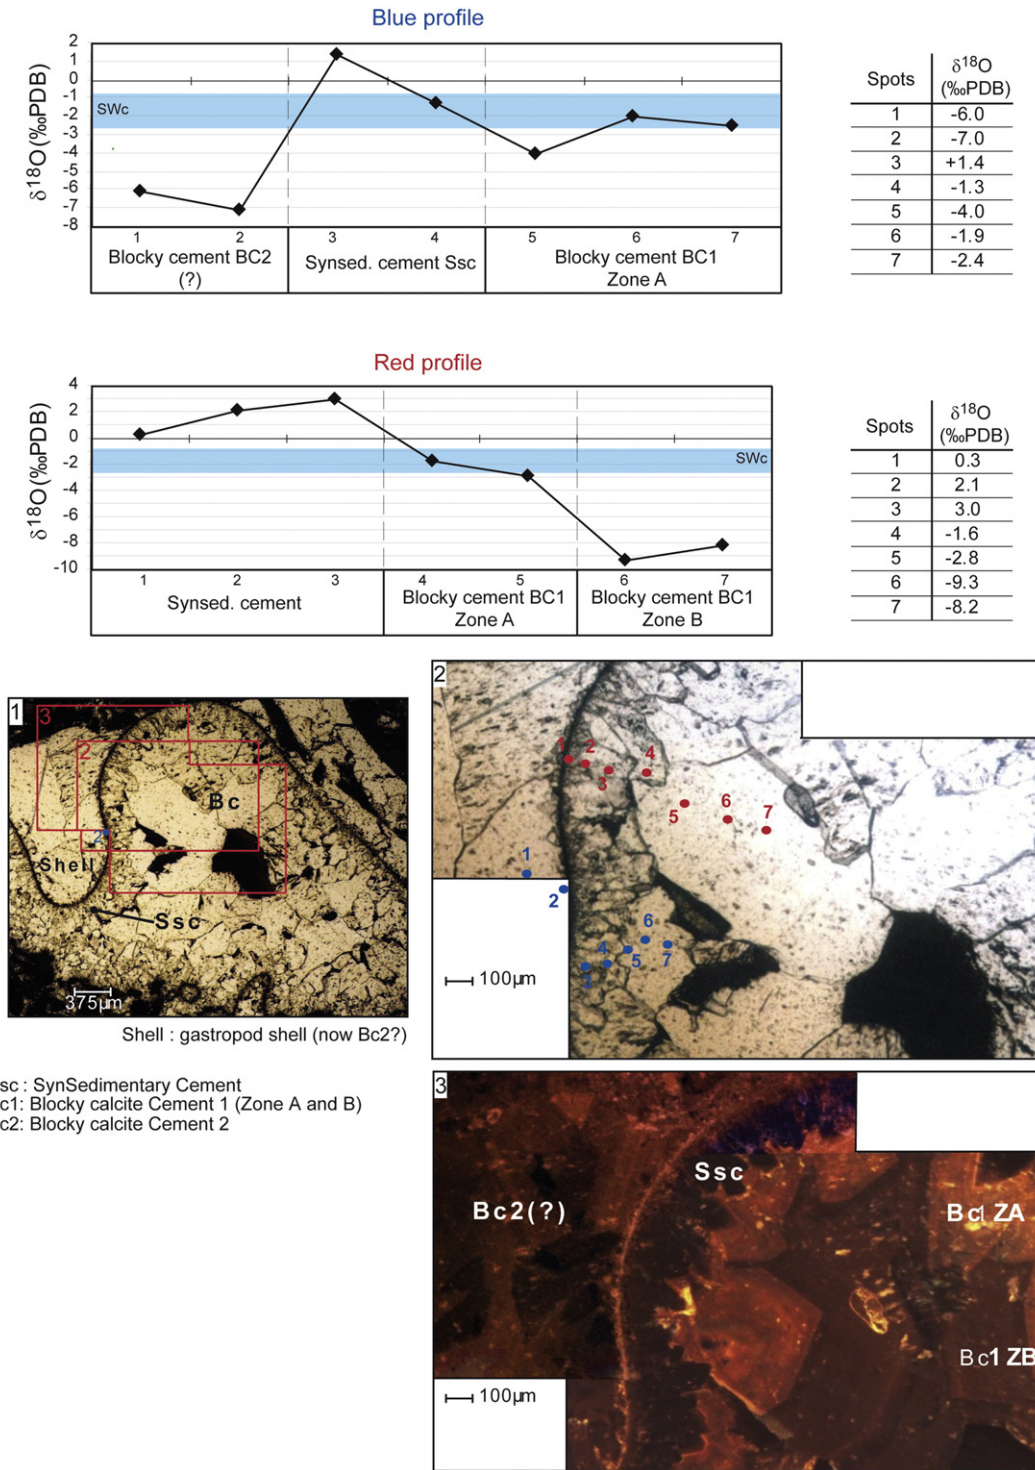 Blue profile
δ18O(‰PDB)
2
1
0
-1
-2
-3
-4
-5
-6
-7
-8
SWc
1 2 3 4 5 6 7
Blocky cement BC2
(?)
Synsed. cement Ssc
Blocky cement BC1
Zone A
Spots δ18O
(‰PDB)
1 -6.0
2 -7.0
3 +1.4
4 -1.3
5 -4.0
6 -1.9
7 -2.4
Red profile
δ18O(‰PDB)
4
2
0
-2
-4
-6
-8
-10
SWc
1 2 3 4 5 6 7
Synsed. cement
Blocky cement BC1
Zone A
Blocky cement BC1
Zone B
Spots δ18O
(‰PDB)
1 0.3
2 2.1
3 3.0
4 -1.6
5 -2.8
6 -9.3
7 -8.2
1
3
2
Bc
2
Shell
Ssc
375µm
Shell : gastropod shell (now Bc2?)
sc : SynSedimentary Cement
c1: Blocky calcite Cement 1 (Zone A and B)
c2: Blocky calcite Cement 2
2
1 2 3 4 5 6 7
1 2 3 4 5 6 7
100µm
3
Ssc
Bc2(?)
Bc1 ZA
Bc1 ZB
100µm